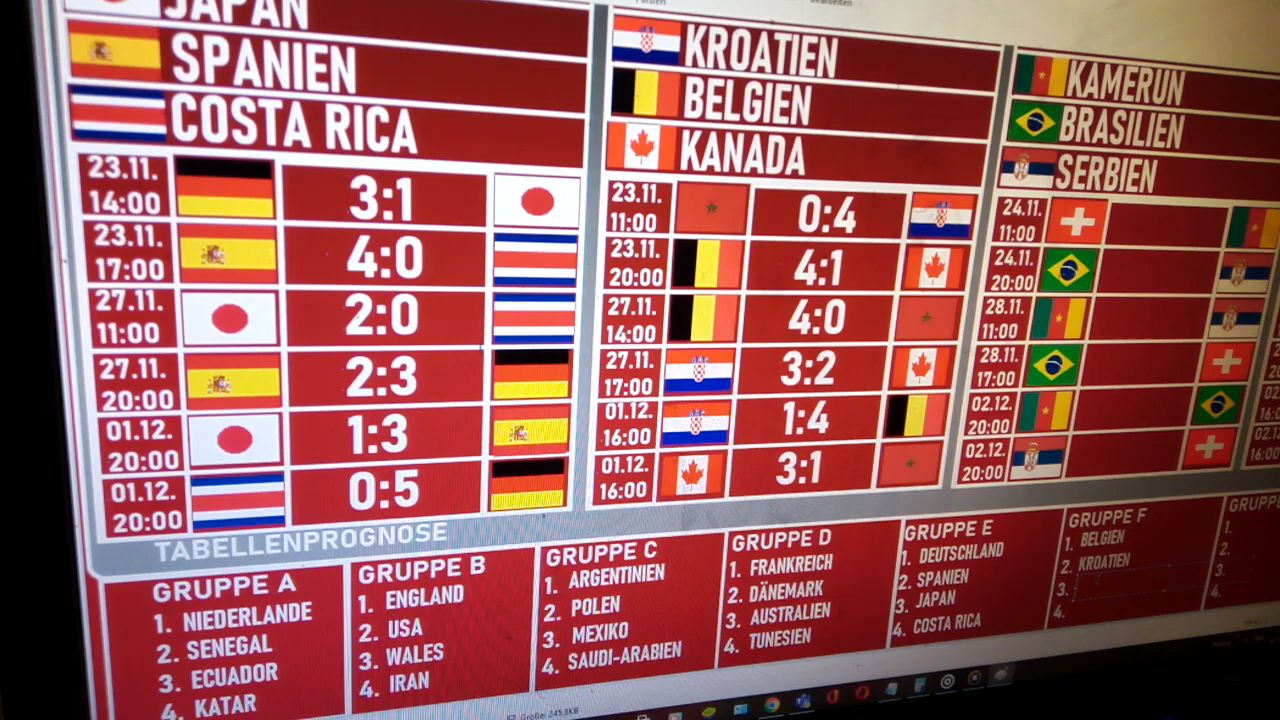 JAPAN
SPANIEN
COSTA RICA
23.11.
14:00
3:1
23.11.
17:00
4:0
27.11.
11:00
2:0
27.11.
20:00
2:3
01.12.
20:00
1:3
01.12.
20:00
0:5
KROATIEN
BELGIEN
KANADA
23.11.
11:00
0:4
23.11.
20:00
4:1
27.11.
14:00
4:0
27.11.
17:00
3:2
01.12.
16:00
1:4
01.12.
16:00
3:1
KAMERUN
BRASILIEN
SERBIEN
24.11.
11:00
24.11.
20:00
28.11.
11:00
28.11.
17:00
02.12.
20:00
02.12.
20:00
TABELLENPROGNOSE
GRUPPE A
1. NIEDERLANDE
2. SENEGAL
3. ECUADOR
4. KATAR
GRUPPE B
1. ENGLAND
2. USA
3. WALES
4. IRAN
GRUPPE C
1. ARGENTINIEN
2. POLEN
3. MEXIKO
4. SAUDI-ARABIEN
GRUPPE D
1. FRANKREICH
2. DÄNEMARK
3. AUSTRALIEN
4. TUNESIEN
GRUPPE E
1. DEUTSCHLAND
2. SPANIEN
3. JAPAN
4. COSTA RICA
GRUPPE F
1. BELGIEN
2. KROATIEN
3.
4.
GRUPP
1.
2.
3.
4.
Größe: 245,8KB